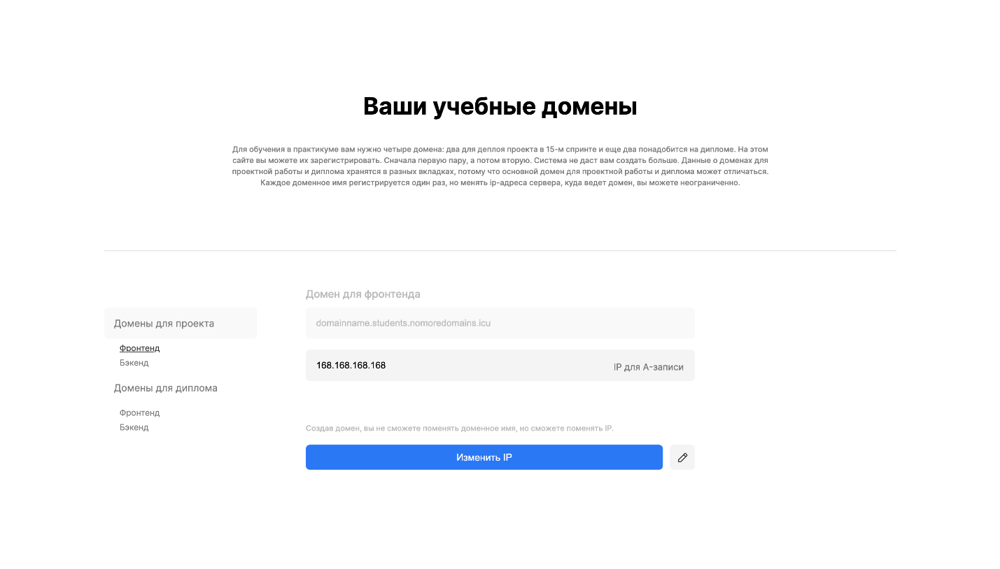 Ваши учебные домены
Для обучения в практикуме вам нужно четыре домена: два для деплоя проекта в 15-м спринте и еще два понадобится на дипломе. На этом
сайте вы можете их зарегистрировать. Сначала первую пару, а потом вторую. Система не даст вам создать больше. Данные о доменах для
проектной работы и диплома хранятся в разных вкладках, потому что основной домен для проектной работы и диплома может отличаться.
Каждое доменное имя регистрируется один раз, но менять ip-адреса сервера, куда ведет домен, вы можете неограниченно.
Домены для проекта
Фронтенд
Бэкенд
Домены для диплома
Фронтенд
Бэкенд
Домен для фронтенда
domainname.students.nomoredomains.icu
168.168.168.168
IP для А-записи
Создав домен, вы не сможете поменять доменное имя, но сможете поменять IP.
Изменить IP